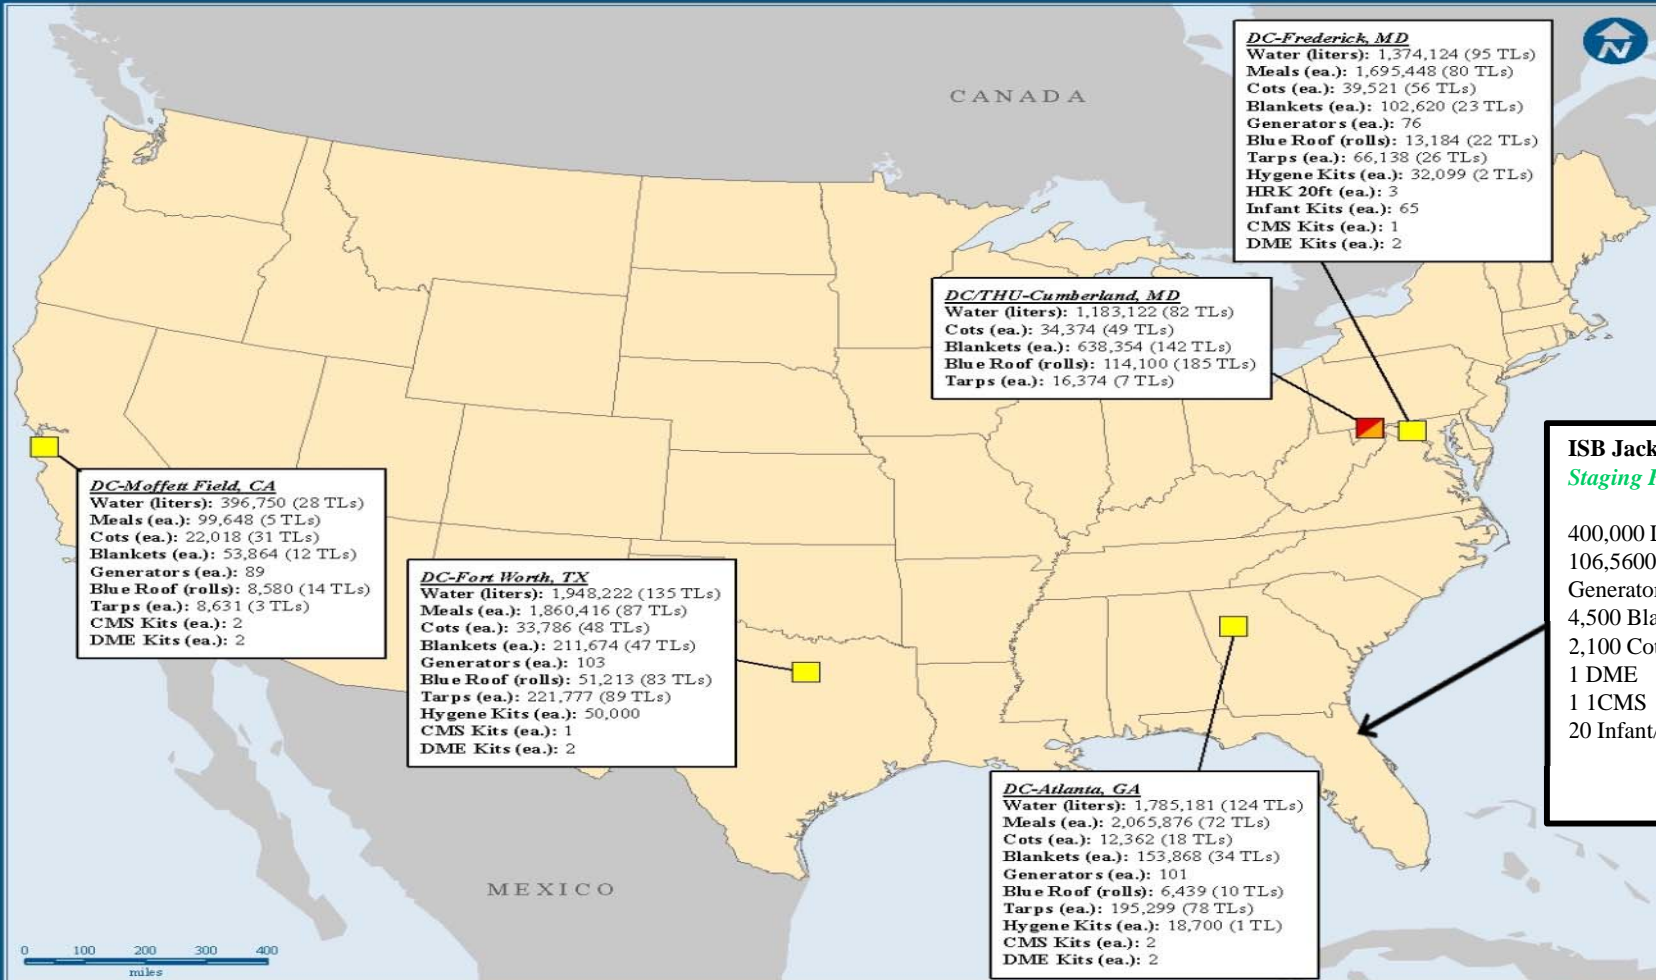 CANADA
N
DC-Frederick, MD
Water (liters): 1,374,124 (95 TLs)
Meals (ea.): 1,695,448 (80 TLs)
Cots (ea.): 39,521 (56 TLs)
Blankets (ea.): 102,620 (23 TLs)
Generators (ea.): 76
Blue Roof (rolls): 13,184 (22 TLs)
Tarps (ea.): 66,138 (26 TLs)
Hygene Kits (ea.): 32,099 (2 TLs)
HRK 20ft (ea.): 3
Infant Kits (ea.): 65
CMS Kits (ea.): 1
DME Kits (ea.): 2
DC/THU-Cumberland, MD
Water (liters): 1,183,122 (82 TLs)
Cots (ea.): 34,374 (49 TLs)
Blankets (ea.): 638,354 (142 TLs)
Blue Roof (rolls): 114,100 (185 TLs)
Tarps (ea.): 16,374 (7 TLs)
DC-Moffett Field, CA
Water (liters): 396,750 (28 TLs)
Meals (ea.): 99,648 (5 TLs)
Cots (ea.): 22,018 (31 TLs)
Blankets (ea.): 53,864 (12 TLs)
Generators (ea.): 89
Blue Roof (rolls): 8,580 (14 TLs)
Tarps (ea.): 8,631 (3 TLs)
CMS Kits (ea.): 2
DME Kits (ea.): 2
DC-Fort Worth, TX
Water (liters): 1,948,222 (135 TLs)
Meals (ea.): 1,860,416 (87 TLs)
Cots (ea.): 33,786 (48 TLs)
Blankets (ea.): 211,674 (47 TLs)
Generators (ea.): 103
Blue Roof (rolls): 51,213 (83 TLs)
Tarps (ea.): 221,777 (89 TLs)
Hygene Kits (ea.): 50,000
CMS Kits (ea.): 1
DME Kits (ea.): 2
ISB Jack
Staging
400,000
106,5600
Generator
4,500 Bla
2,100 Cot
1 DME
1 1CMS
20 Infant/
DC-Atlanta, GA
Water (liters): 1,785,181 (124 TLs)
Meals (ea.): 2,065,876 (72 TLs)
Cots (ea.): 12,362 (18 TLs)
Blankets (ea.): 153,868 (34 TLs)
Generators (ea.): 101
Blue Roof (rolls): 6,439 (10 TLs)
Tarps (ea.): 195,299 (78 TLs)
Hygene Kits (ea.): 18,700 (1 TL)
CMS Kits (ea.): 2
DME Kits (ea.): 2
MEXICO
0 100 200 300 400
miles